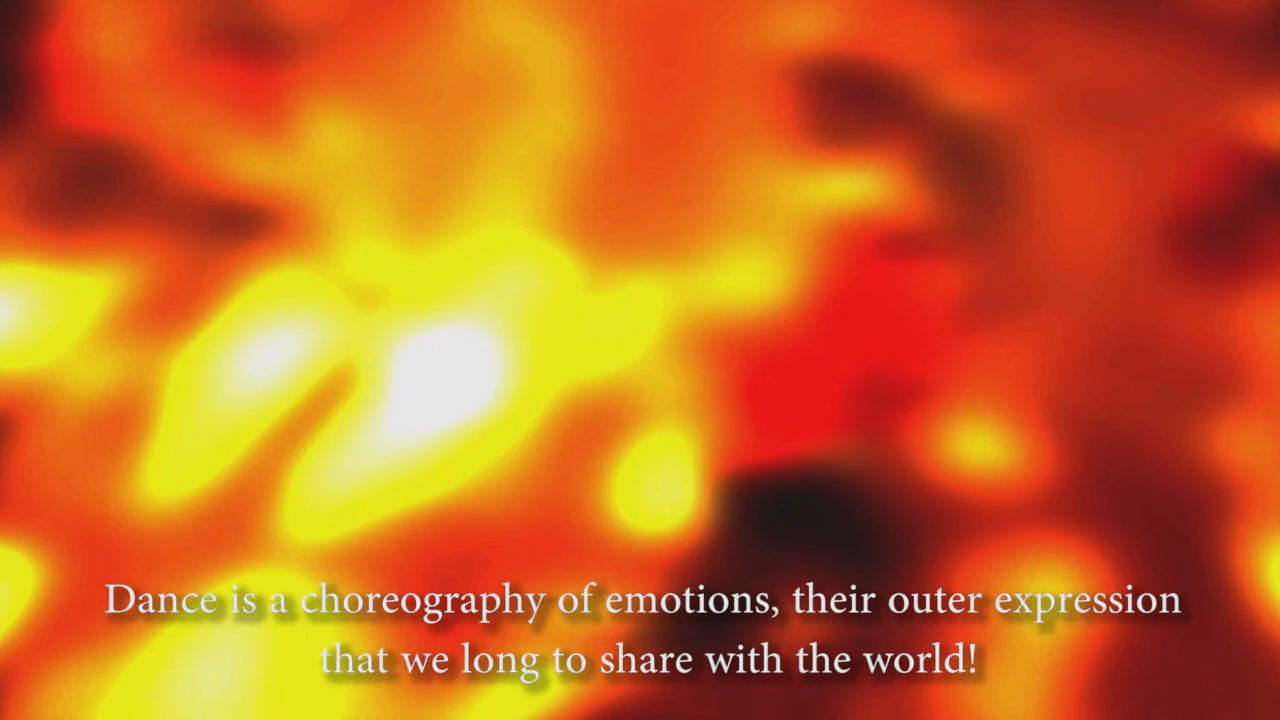 Dance is a choreography of emotions, their outer expression
that we long to share with the world!